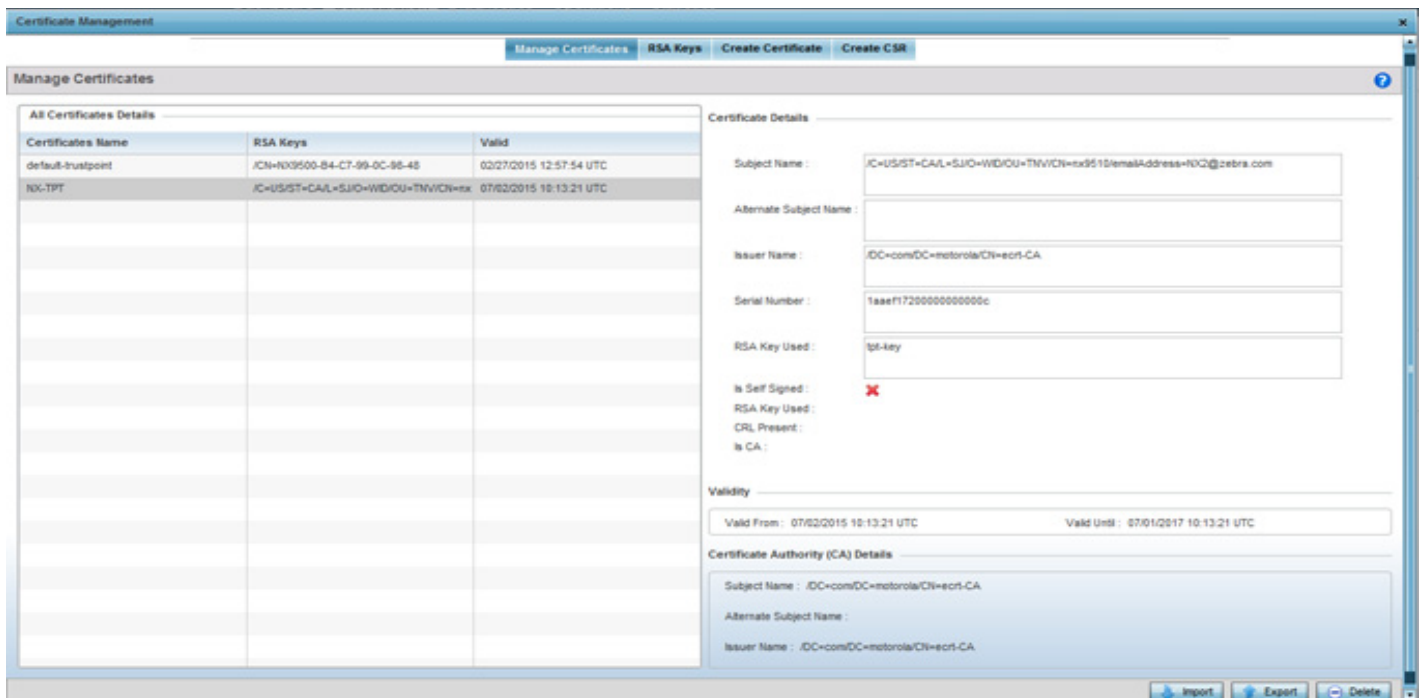 Certificate Management
Manage Certificates RSA Keys Create Certificate Create CSR
Manage Certificates
All Certificates Details
Certificates Name RSA Keys Valid
default-trustpoint /CN=NX9500-B4-C7-99-0C-98-48 02/27/2015 12:57:54 UTC
NX-TPT /C=US/ST=CA/L=SJ/O=WID/OU=TNV/CN=nx 07/02/2015 10:13:21 UTC
Certificate Details
Subject Name : /C=US/ST=CA/L=SJ/O=WID/OU=TNV/CN=nx9510/emailAddress=NX2@zebra.com
Alternate Subject Name :
Issuer Name : /DC=com/DC=motorola/CN=ecrt-CA
Serial Number :
RSA Key Used : tpt-key
Is Self Signed :
RSA Key Used :
CRL Present :
Is CA :
Validity
Valid From : 07/02/2015 10:13:21 UTC Valid Until : 07/01/2017 10:13:21 UTC
Certificate Authority (CA) Details
Subject Name : /DC=com/DC=motorola/CN=ecrt-CA
Alternate Subject Name :
Issuer Name : /DC=com/DC=motorola/CN=ecrt-CA
Import Export Delete